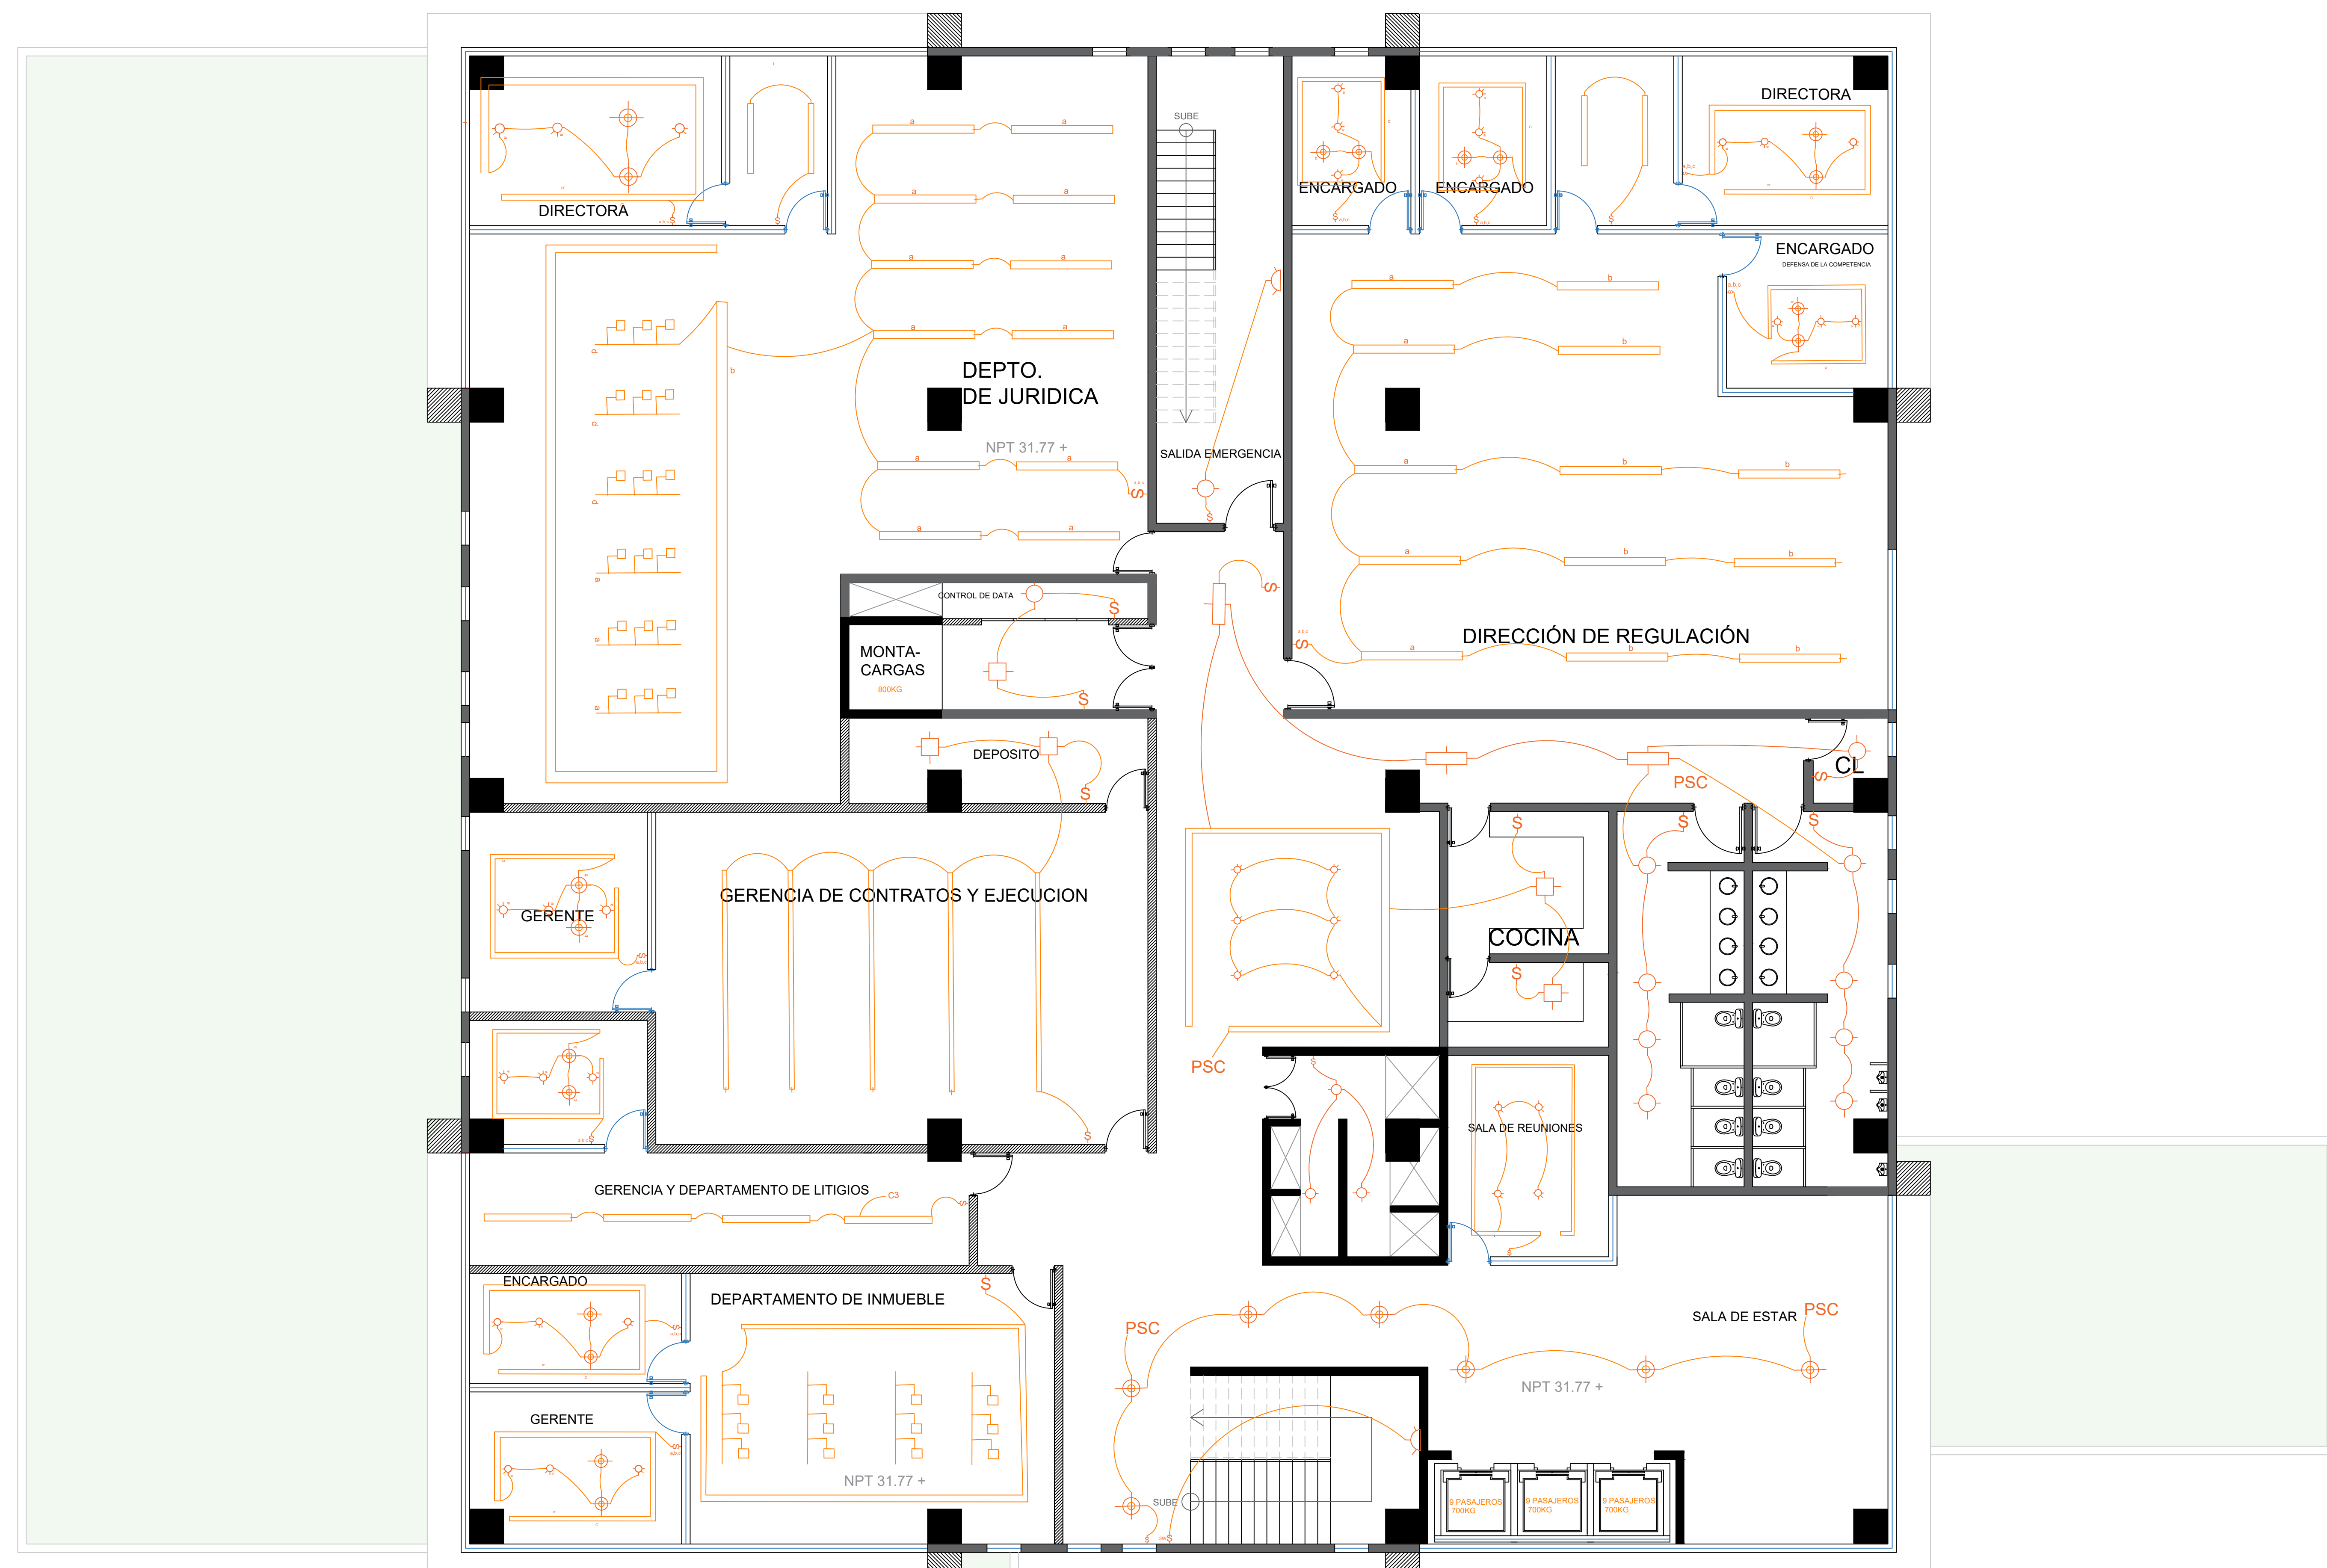 DIRECTORA
a,b,c
S
S
a
a
a
a
a
a
a
a
a
a
a
a
b
p
p
p
a
a
a
DEPTO.
DE JURIDICA
NPT 31.77 +
a,b,c
S
SUBE
SALIDA EMERGENCIA
S
ENCARGADO
S a,b,c
ENCARGADO
S a,b,c
S
DIRECTORA
a,b,c
S
ENCARGADO
DEFENSA DE LA COMPETENCIA
a,b,c
S
a
b
a
b
a
b
b
a
b
b
a
b
b
DIRECCIÓN DE REGULACIÓN
a,b,c
S
S
CONTROL DE DATA
S
MONTA-
CARGAS
800KG
S
DEPOSITO
S
CL
S
PSC
S
S
S
GERENCIA DE CONTRATOS Y EJECUCION
GERENTE
S
a,b,c
COCINA
S
PSC
S
a,b,c S
S
SALA DE REUNIONES
S
GERENCIA Y DEPARTAMENTO DE LITIGIOS
C3
S
ENCARGADO
S
a,b,c
DEPARTAMENTO DE INMUEBLE
S
NPT 31.77 +
GERENTE
S
a,b,c
PSC
SALA DE ESTAR
PSC
NPT 31.77 +
SUBE
S
S
9 PASAJEROS
700KG
9 PASAJEROS
700KG
9 PASAJEROS
700KG